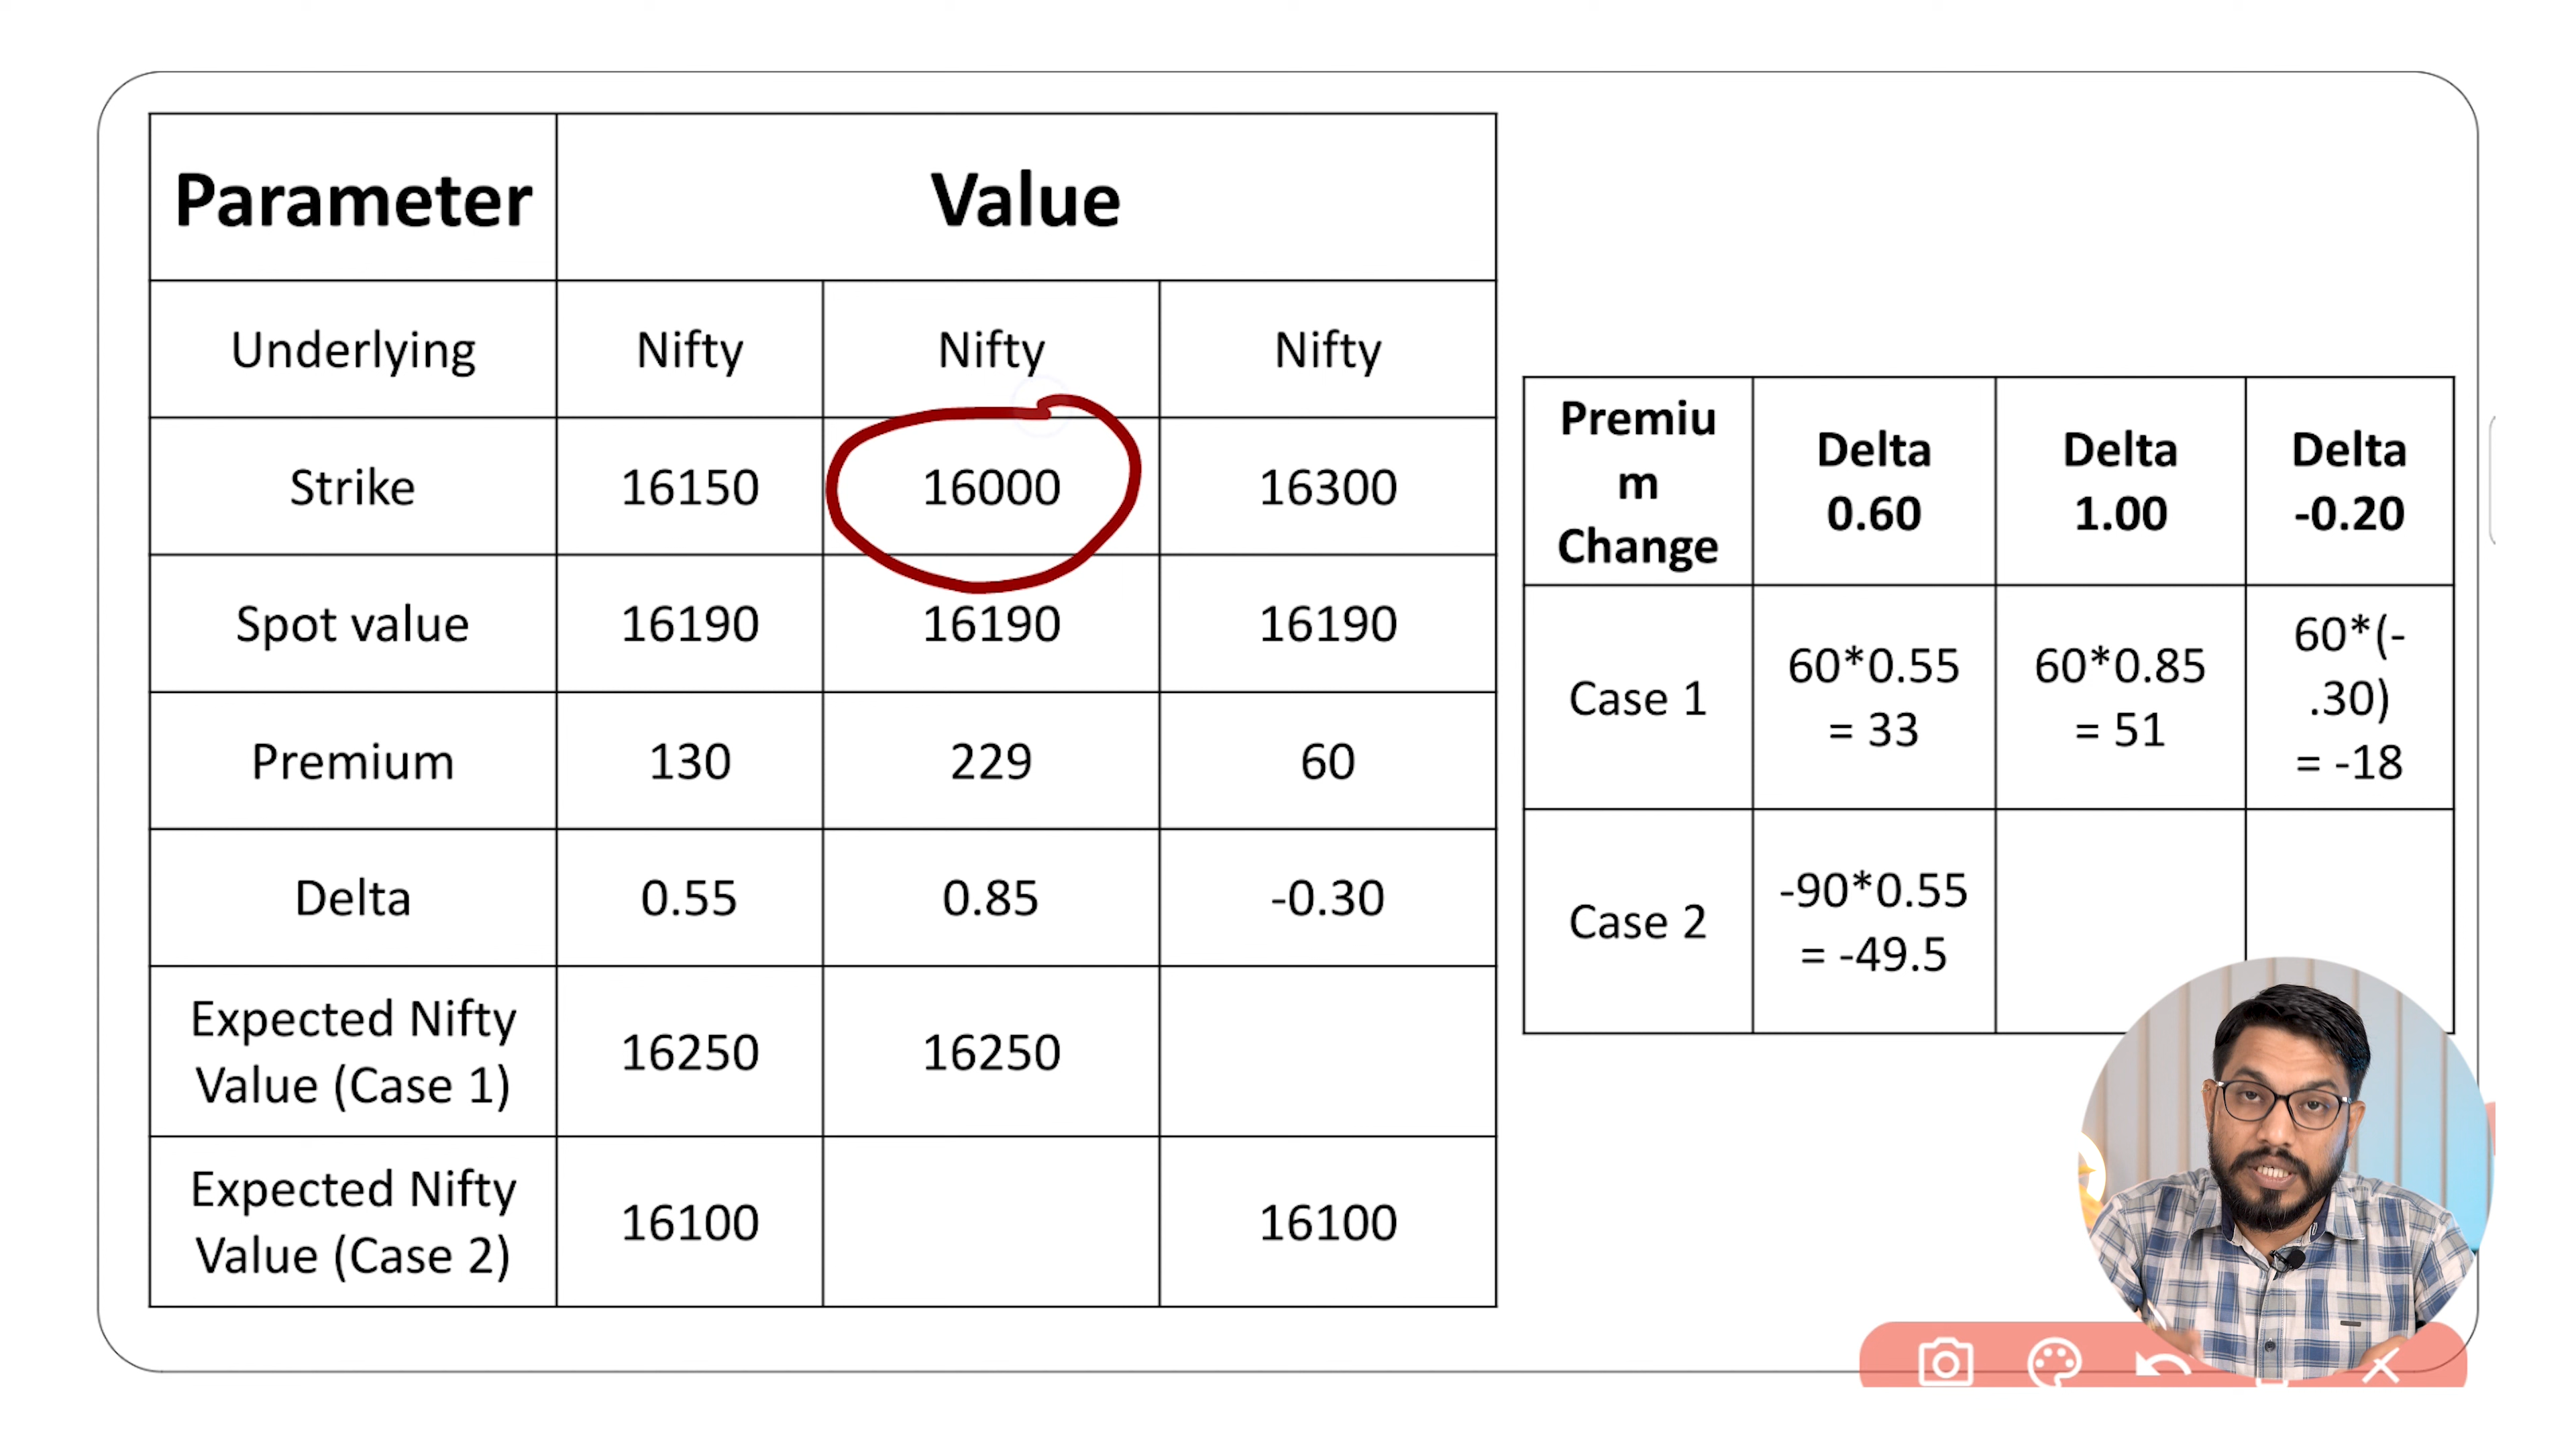 Parameter Value
Underlying Nifty Nifty Nifty
Strike 16150 16000 16300
Spot value 16190 16190 16190
Premium 130 229 60
Delta 0.55 0.85 -0.30
Expected Nifty
Value (Case 1) 16250 16250
Expected Nifty
Value (Case 2) 16100 16100
Premiu
m
Change
Delta
0.60
Delta
1.00
Delta
-0.20
Case 1
60*0.55
= 33
60*0.85
= 51
60*(-
.30)
= -18
Case 2
-90*0.55
= -49.5